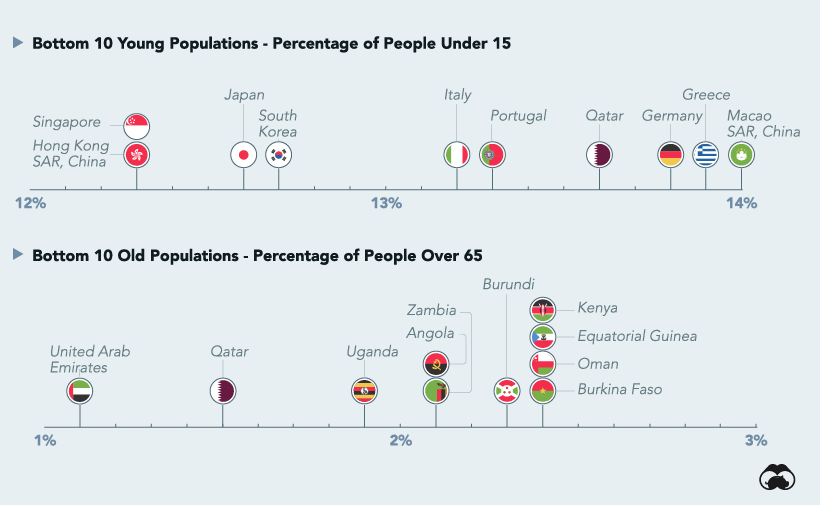 Bottom 10 Young Populations - Percentage of People Under 15
Japan
Italy
Greece
Singapore
South
Korea
Portugal
Qatar
Germany
Macao
SAR, China
Hong Kong
SAR, China
12%
13%
14%
Bottom 10 Old Populations - Percentage of People Over 65
Burundi
Zambia
Kenya
Angola
Equatorial Guinea
United Arab
Emirates
Qatar
Uganda
Oman
Burkina Faso
1%
2%
3%